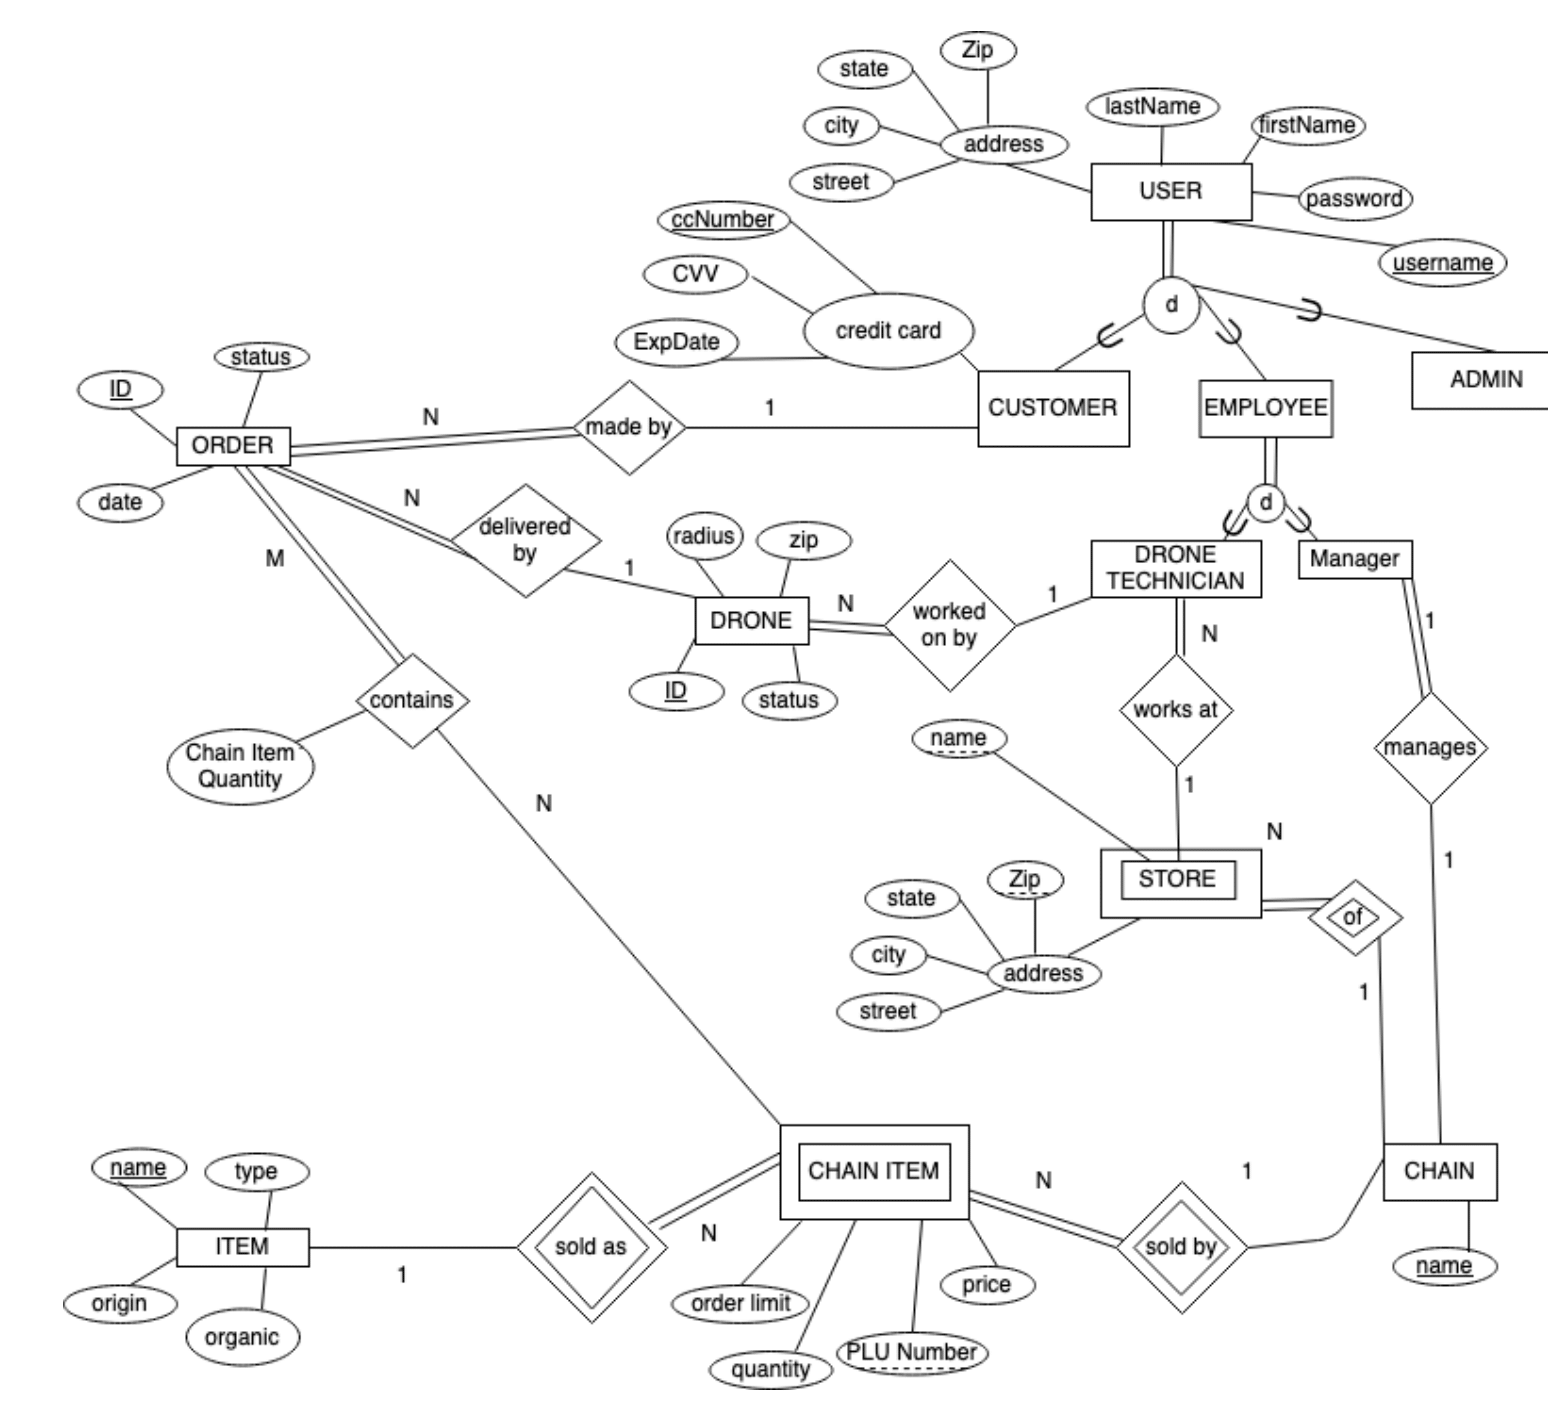 Zip
state
lastName
city
firstName
address
street
USER
password
ccNumber
username
CVV
d
credit card
ExpDate
status
ID
ADMIN
CUSTOMER
EMPLOYEE
N
1
made by
ORDER
date
N
d
delivered
by
radius
zip
M
1
DRONE
TECHNICIAN
Manager
N
1
worked
on by
DRONE
1
N
ID
status
contains
works at
name
manages
Chain Item
Quantity
1
N
N
1
STORE
Zip
state
of
city
address
1
street
name
type
CHAIN ITEM
N
1
CHAIN
ITEM
sold as
N
sold by
1
name
origin
order limit
price
organic
quantity
PLU Number